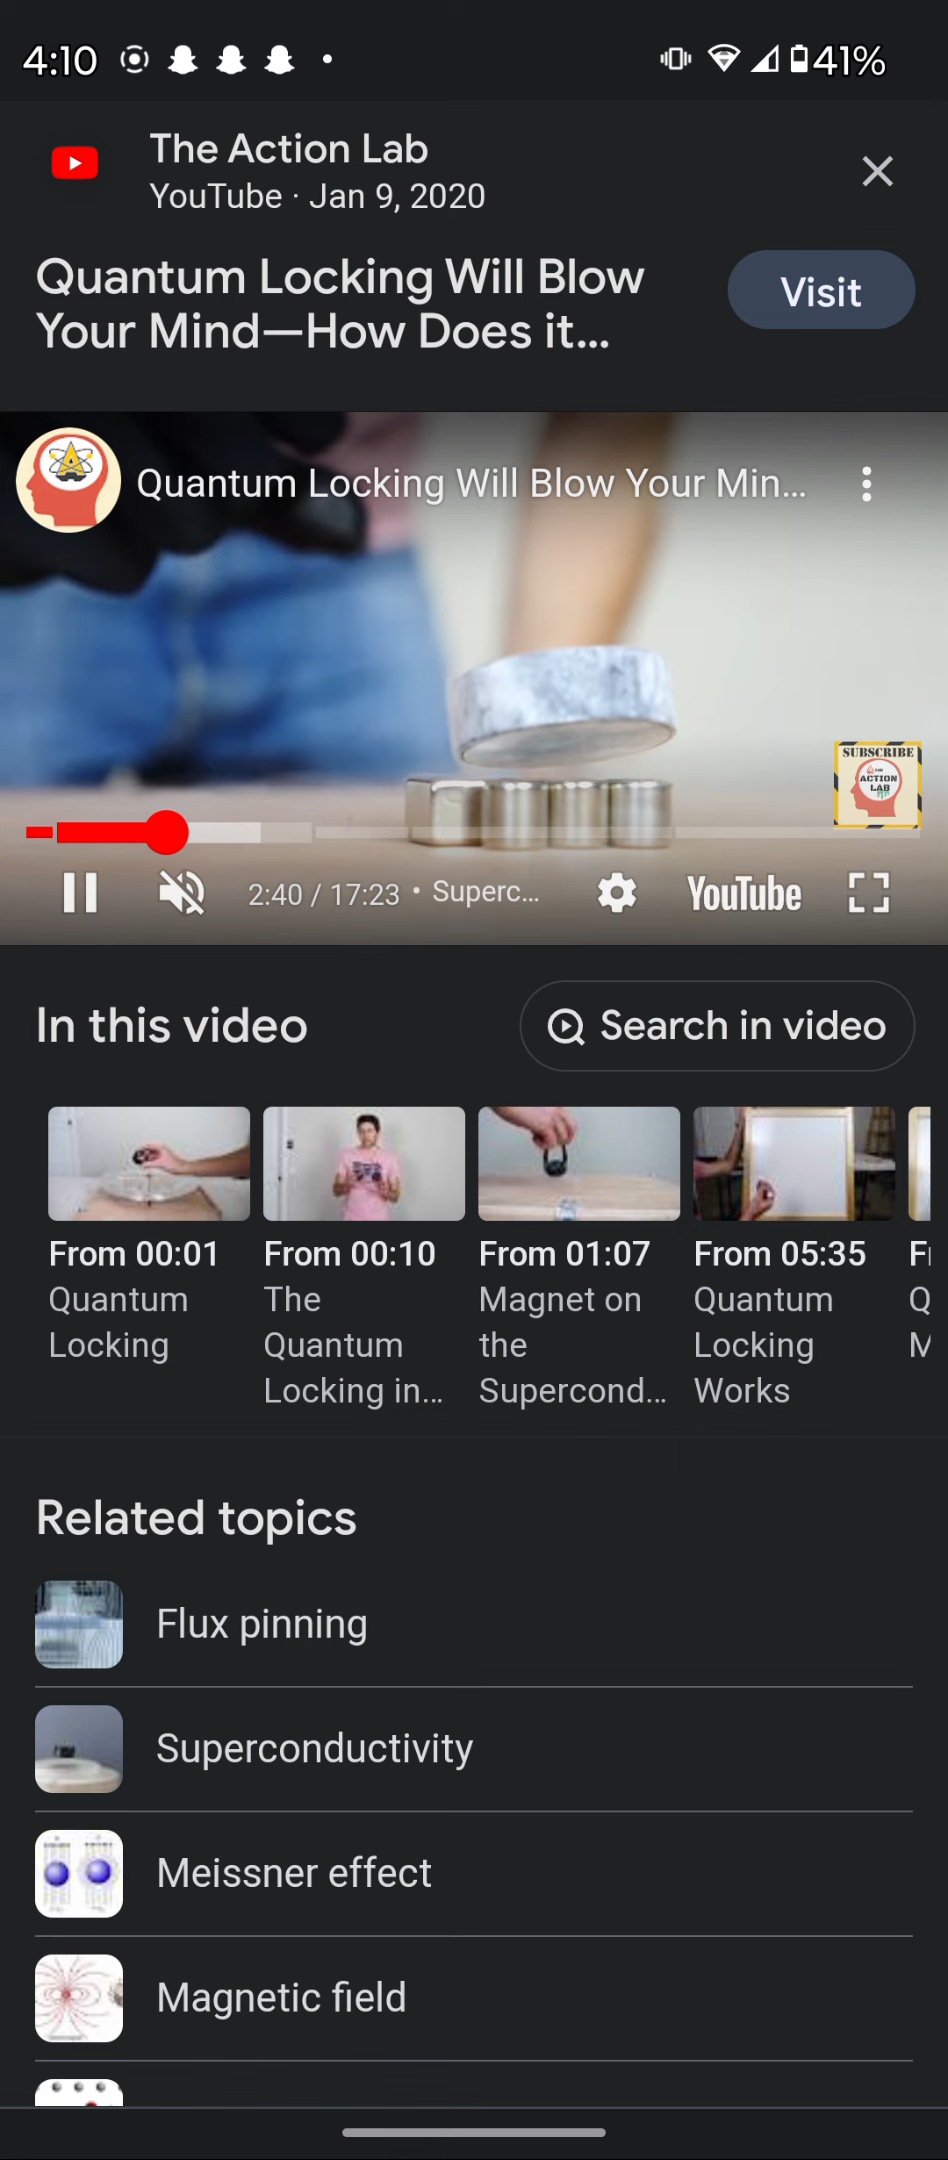 4:10
41%
The Action Lab
YouTube · Jan 9, 2020
Quantum Locking Will Blow
Your Mind—How Does it...
Visit
Quantum Locking Will Blow Your Min...
SUBSCRIBE
THE
ACTION
LAB
2:40 / 17:23 • Superc...
YouTube
In this video
Search in video
From 00:01
Quantum
Locking
From 00:10
The
Quantum
Locking in...
From 01:07
Magnet on
the
Supercond...
From 05:35
Quantum
Locking
Works
Related topics
Flux pinning
Superconductivity
Meissner effect
Magnetic field